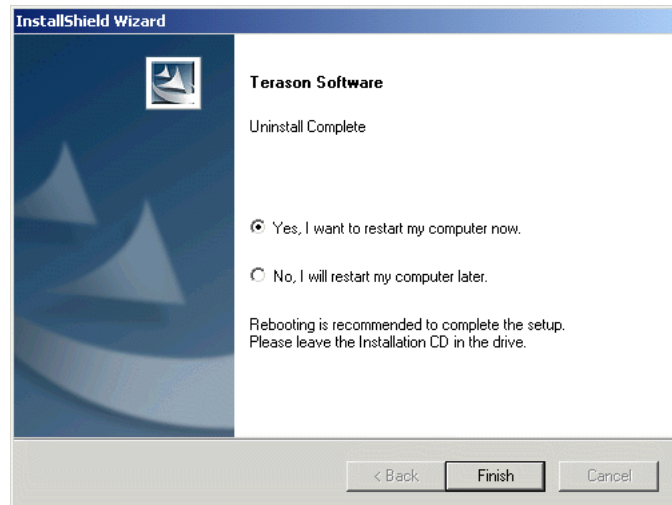 InstallShield Wizard
Terason Software
Uninstall Complete
Yes, I want to restart my computer now.
No, I will restart my computer later.
Rebooting is recommended to complete the setup.
Please leave the Installation CD in the drive.
< Back
Finish
Cancel